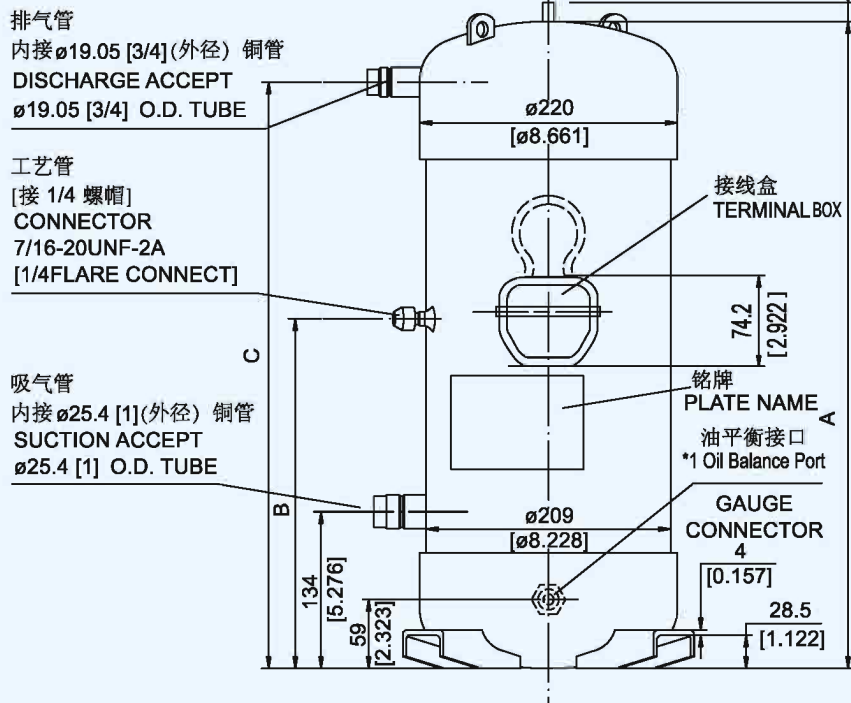 排气管
内接ø19.05 [3/4](外径) 铜管
DISCHARGE ACCEPT
ø19.05 [3/4] O.D. TUBE
ø220
[ø8.661]
工艺管
[接 1/4 螺帽]
CONNECTOR
7/16-20UNF-2A
[1/4FLARE CONNECT]
接线盒
TERMINAL BOX
74.2
[2.922]
C
吸气管
内接ø25.4 [1](外径) 铜管
SUCTION ACCEPT
ø25.4 [1] O.D. TUBE
铭牌
PLATE NAME
A
油平衡接口
*1 Oil Balance Port
B
ø209
[ø8.228]
GAUGE
CONNECTOR
4
[0.157]
134
[5.276]
59
[2.323]
28.5
[1.122]